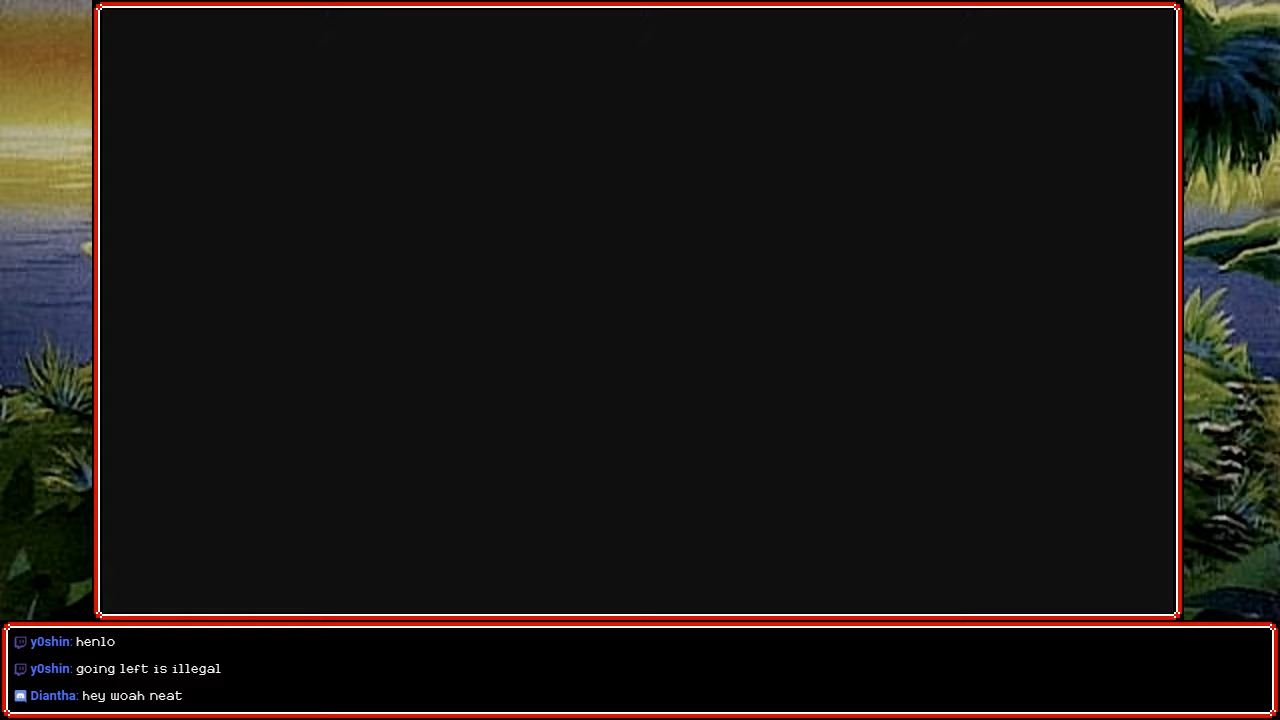 y0shin: henlo
y0shin: going left is illegal
Diantha: hey woah neat